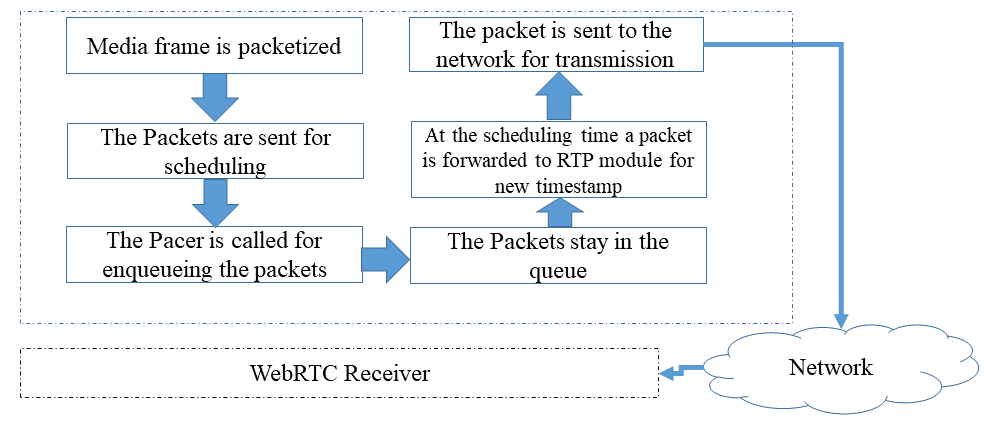 Media frame is packetized
The Packets are sent for
scheduling
The Pacer is called for
enqueueing the packets
The Packets stay in the
queue
At the scheduling time a packet
is forwarded to RTP module for
new timestamp
The packet is sent to the
network for transmission
Network
WebRTC Receiver